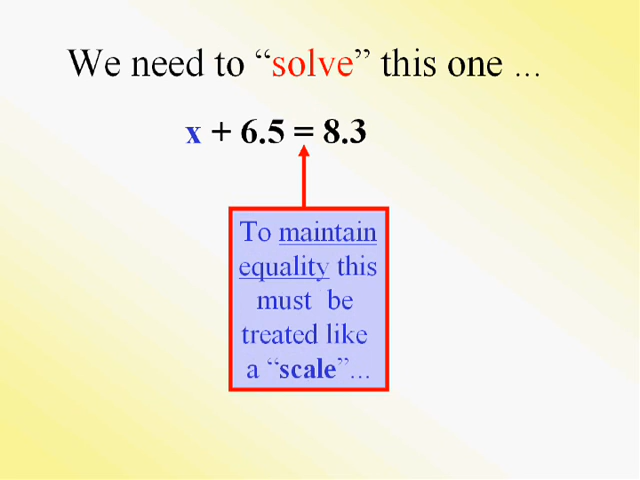 We need to “solve” this one ...
x + 6.5 = 8.3
To maintain
equality this
must be
treated like
a “scale”...